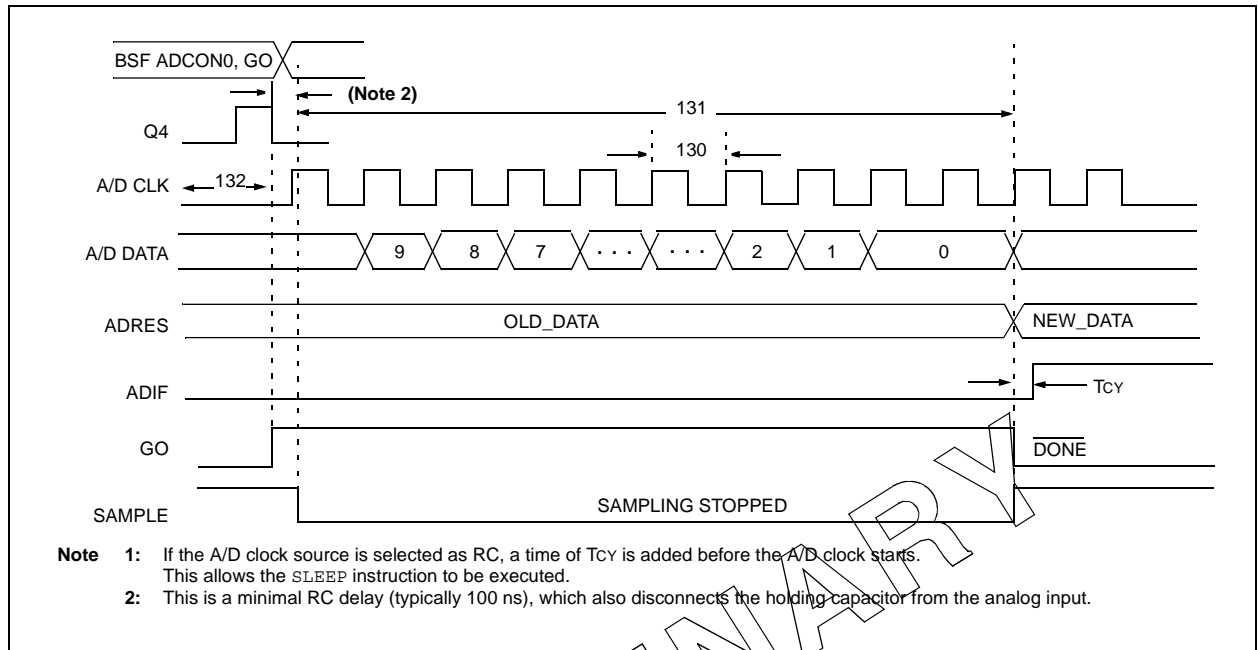 BSF ADCON0, GO
(Note 2)
131
Q4
130
A/D CLK
132
A/D DATA
9 8 7 . . . . . . 2 1 0
ADRES
OLD_DATA
NEW_DATA
ADIF
TCY
GO
DONE
SAMPLING STOPPED
SAMPLE
Note 1: If the A/D clock source is selected as RC, a time of TCY is added before the A/D clock starts.
This allows the SLEEP instruction to be executed.
2: This is a minimal RC delay (typically 100 ns), which also disconnects the holding capacitor from the analog input.
NARY